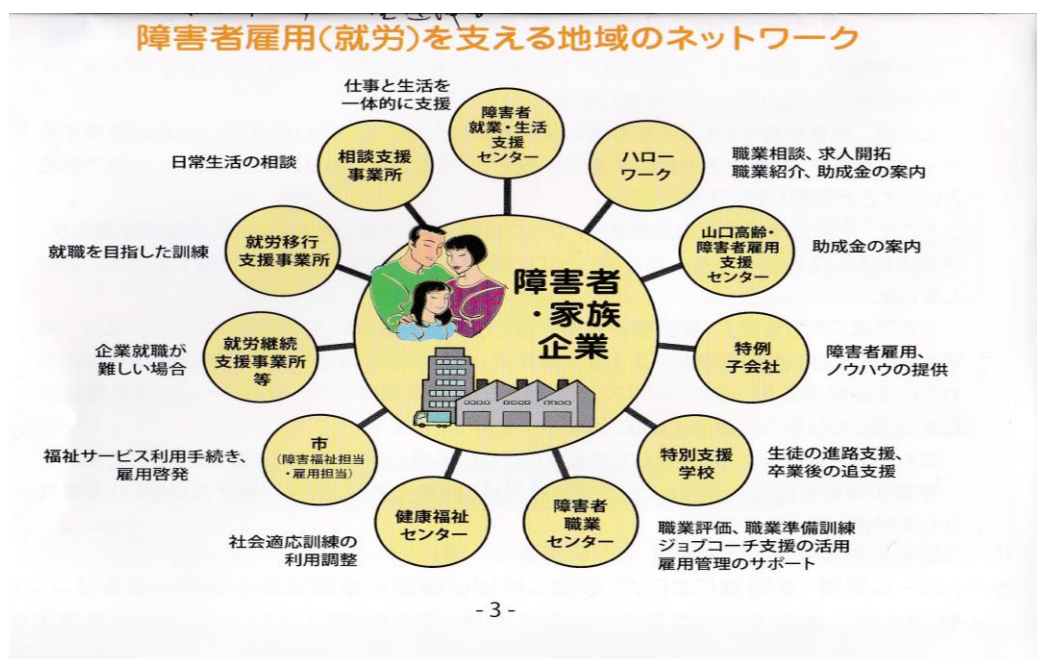 障害者雇用(就労)を支える地域のネットワーク
仕事と生活を
一体的に支援
障害者
就業・生活
支援
センター
ハロー
ワーク
職業相談、求人開拓
職業紹介、助成金の案内
山口高齢・
障害者雇用
支援
センター
助成金の案内
特例
子会社
障害者雇用、
ノウハウの提供
特別支援
学校
生徒の進路支援、
卒業後の追支援
障害者
職業
センター
職業評価、職業準備訓練
ジョブコーチ支援の活用
雇用管理のサポート
健康福祉
センター
社会適応訓練の
利用調整
市
(障害福祉担当
・雇用担当)
福祉サービス利用手続き、
雇用啓発
就労継続
支援事業所
等
企業就職が
難しい場合
就労移行
支援事業所
就職を目指した訓練
相談支援
事業所
日常生活の相談
障害者
・家族
企業
- 3 -